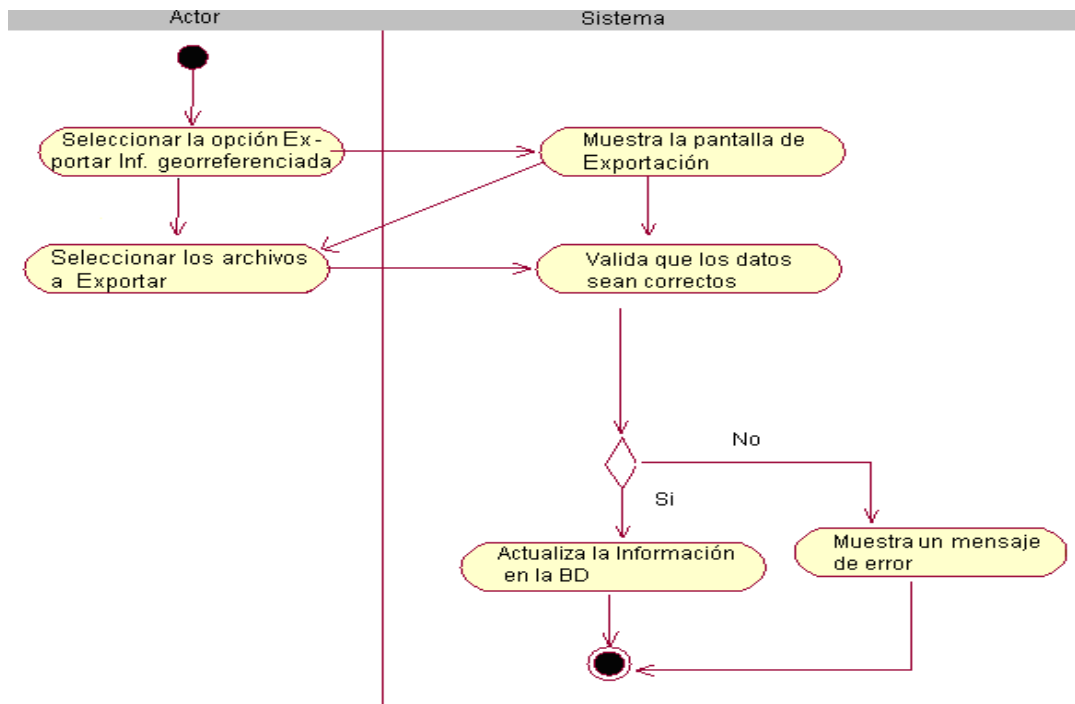 Actor
Sistema
Seleccionar la opción Ex-
portar Inf. georreferenciada
Muestra la pantalla de
Exportación
Seleccionar los archivos
a Exportar
Valida que los datos
sean correctos
No
Si
Actualiza la Información
en la BD
Muestra un mensaje
de error